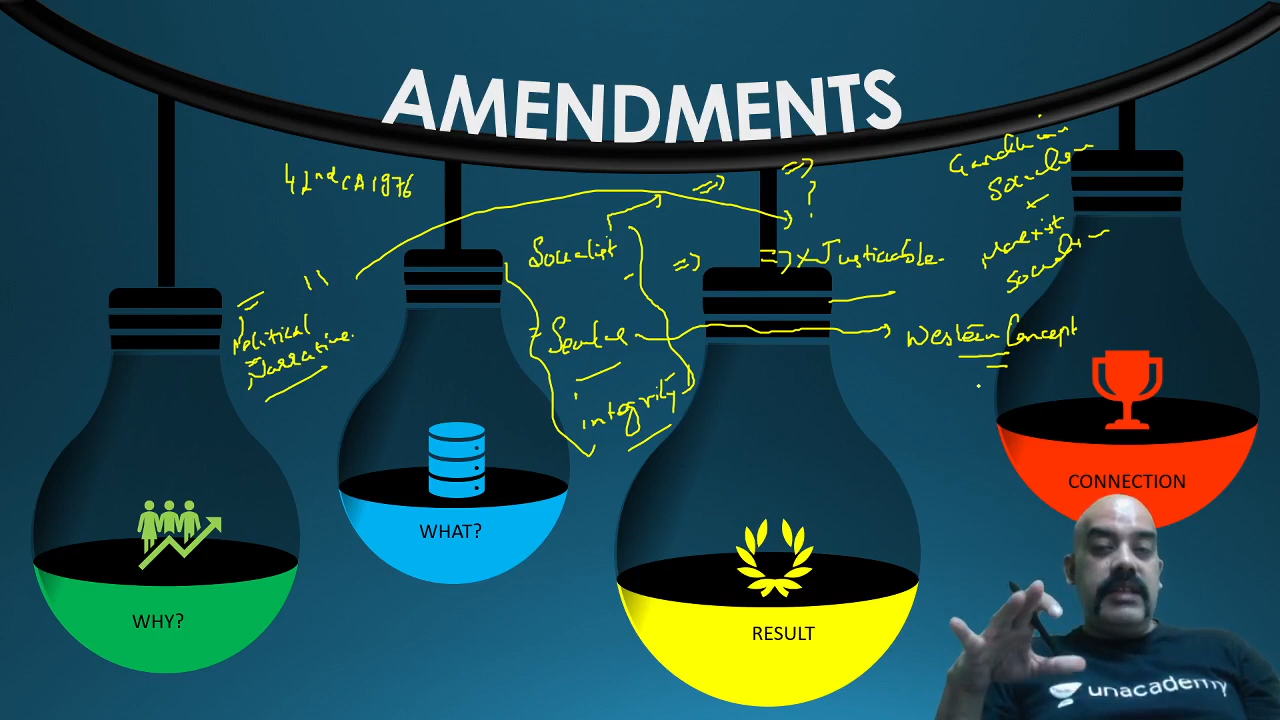 AMENDMENTS
42nd CA 1976
Political
Narrative.
Socialist
Secular
integrity
?
x Justiciable
Western Concept
Gandhian
Socialism
Marxist
Socialism
WHY?
WHAT?
RESULT
CONNECTION
unacademy